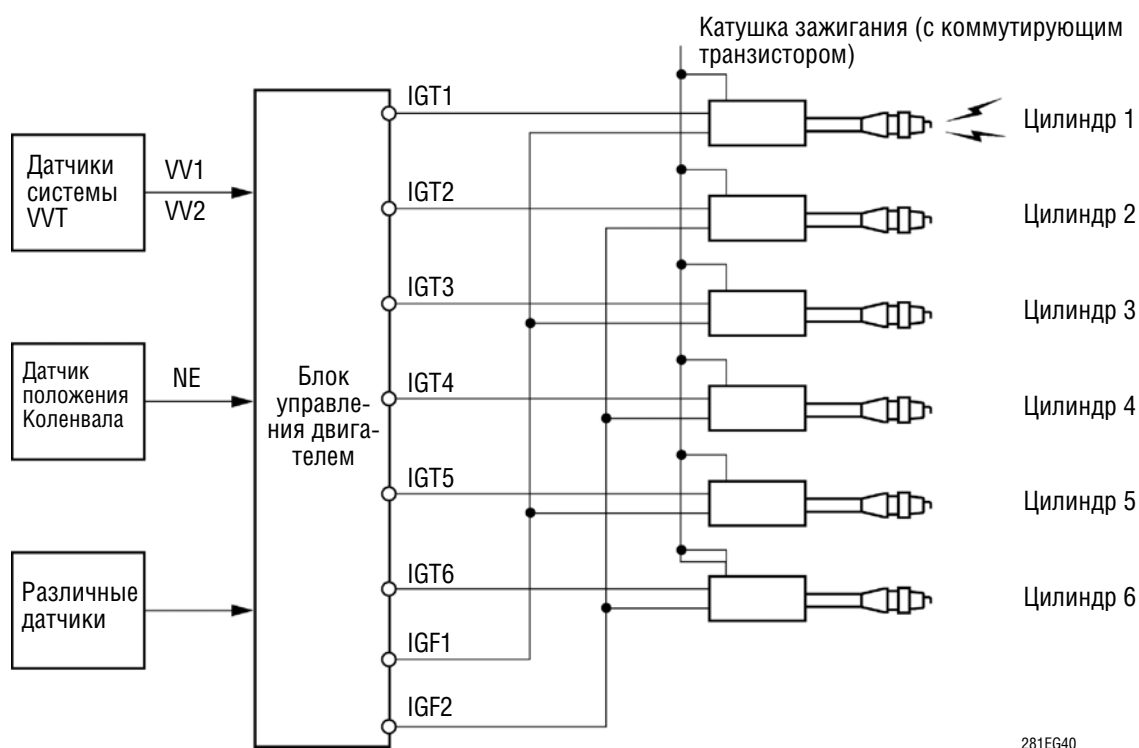 Катушка зажигания (с коммутирующим
транзистором)
IGT1
Цилиндр 1
Датчики
системы
VVT
VV1
VV2
IGT2
Цилиндр 2
IGT3
Цилиндр 3
Датчик
положения
Коленвала
NE
Блок
управле-
ния двига-
телем
IGT4
Цилиндр 4
IGT5
Цилиндр 5
Различные
датчики
IGT6
Цилиндр 6
IGF1
IGF2
281EG40